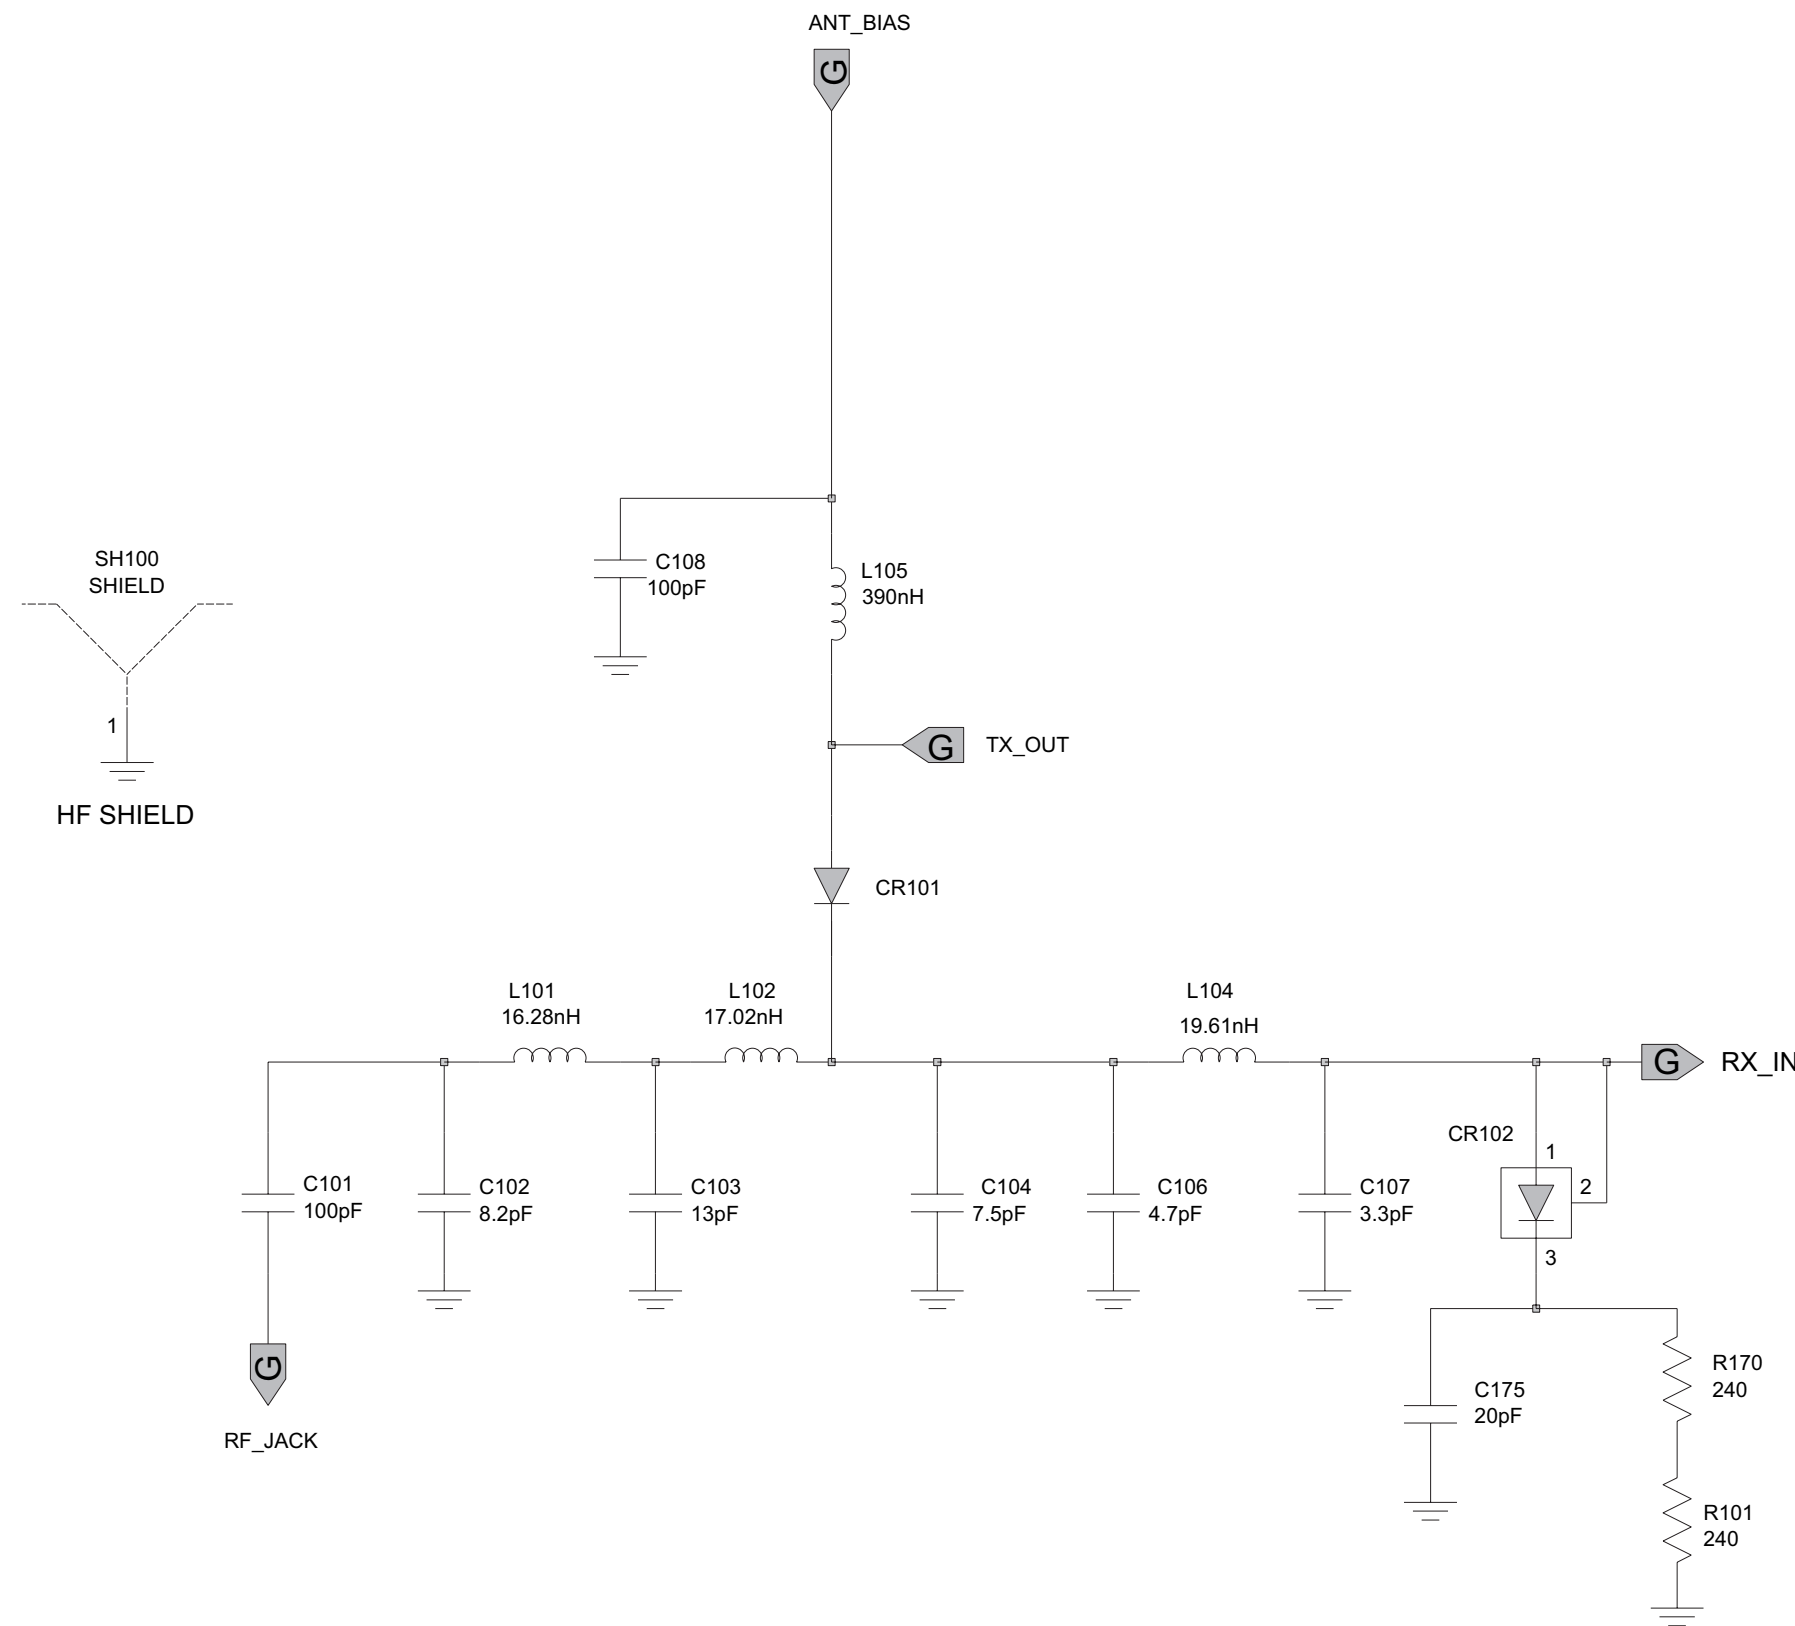 ANT_BIAS
G
C108
100pF
L105
390nH
SH100
SHIELD
1
HF SHIELD
G
TX_OUT
CR101
L101
16.28nH
L102
17.02nH
L104
19.61nH
G
RX_IN
CR102
1
2
3
C101
100pF
C102
8.2pF
C103
13pF
C104
7.5pF
C106
4.7pF
C107
3.3pF
G
RF_JACK
C175
20pF
R170
240
R101
240